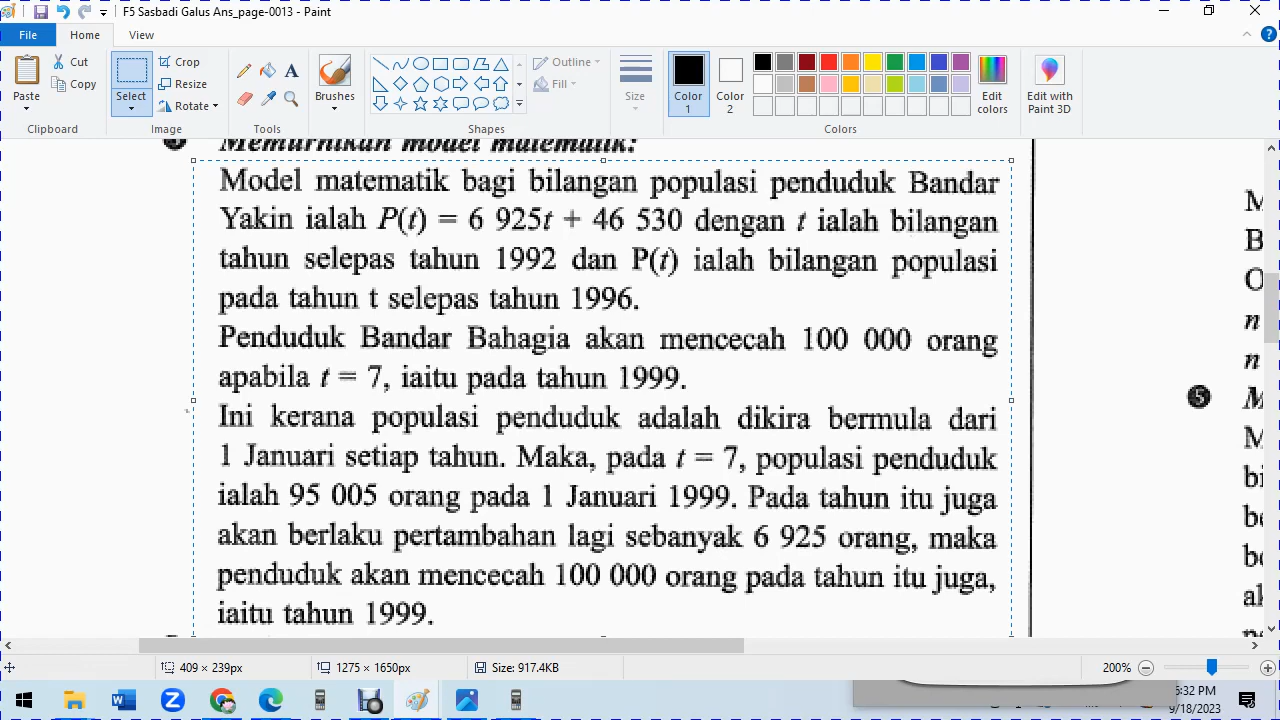 F5 Sasbadi Galus Ans_page-0013 - Paint
File
Home
View
Paste
Cut
Copy
Clipboard
Select
Crop
Resize
Rotate
Image
Tools
Brushes
Outline
Fill
Shapes
Size
Color 1
Color 2
Colors
Edit colors
Edit with Paint 3D
Memurnikan model matematik:
Model matematik bagi bilangan populasi penduduk Bandar
Yakin ialah P(t) = 6 925t + 46 530 dengan t ialah bilangan
tahun selepas tahun 1992 dan P(t) ialah bilangan populasi
pada tahun t selepas tahun 1996.
Penduduk Bandar Bahagia akan mencecah 100 000 orang
apabila t = 7, iaitu pada tahun 1999.
Ini kerana populasi penduduk adalah dikira bermula dari
1 Januari setiap tahun. Maka, pada t = 7, populasi penduduk
ialah 95 005 orang pada 1 Januari 1999. Pada tahun itu juga
akan berlaku pertambahan lagi sebanyak 6 925 orang, maka
penduduk akan mencecah 100 000 orang pada tahun itu juga,
iaitu tahun 1999.
M
B
O
n
n
5 M
M
bi
be
be
al
409 × 239px
1275 × 1650px
Size: 917.4KB
200%
:32 PM
9/18/2023